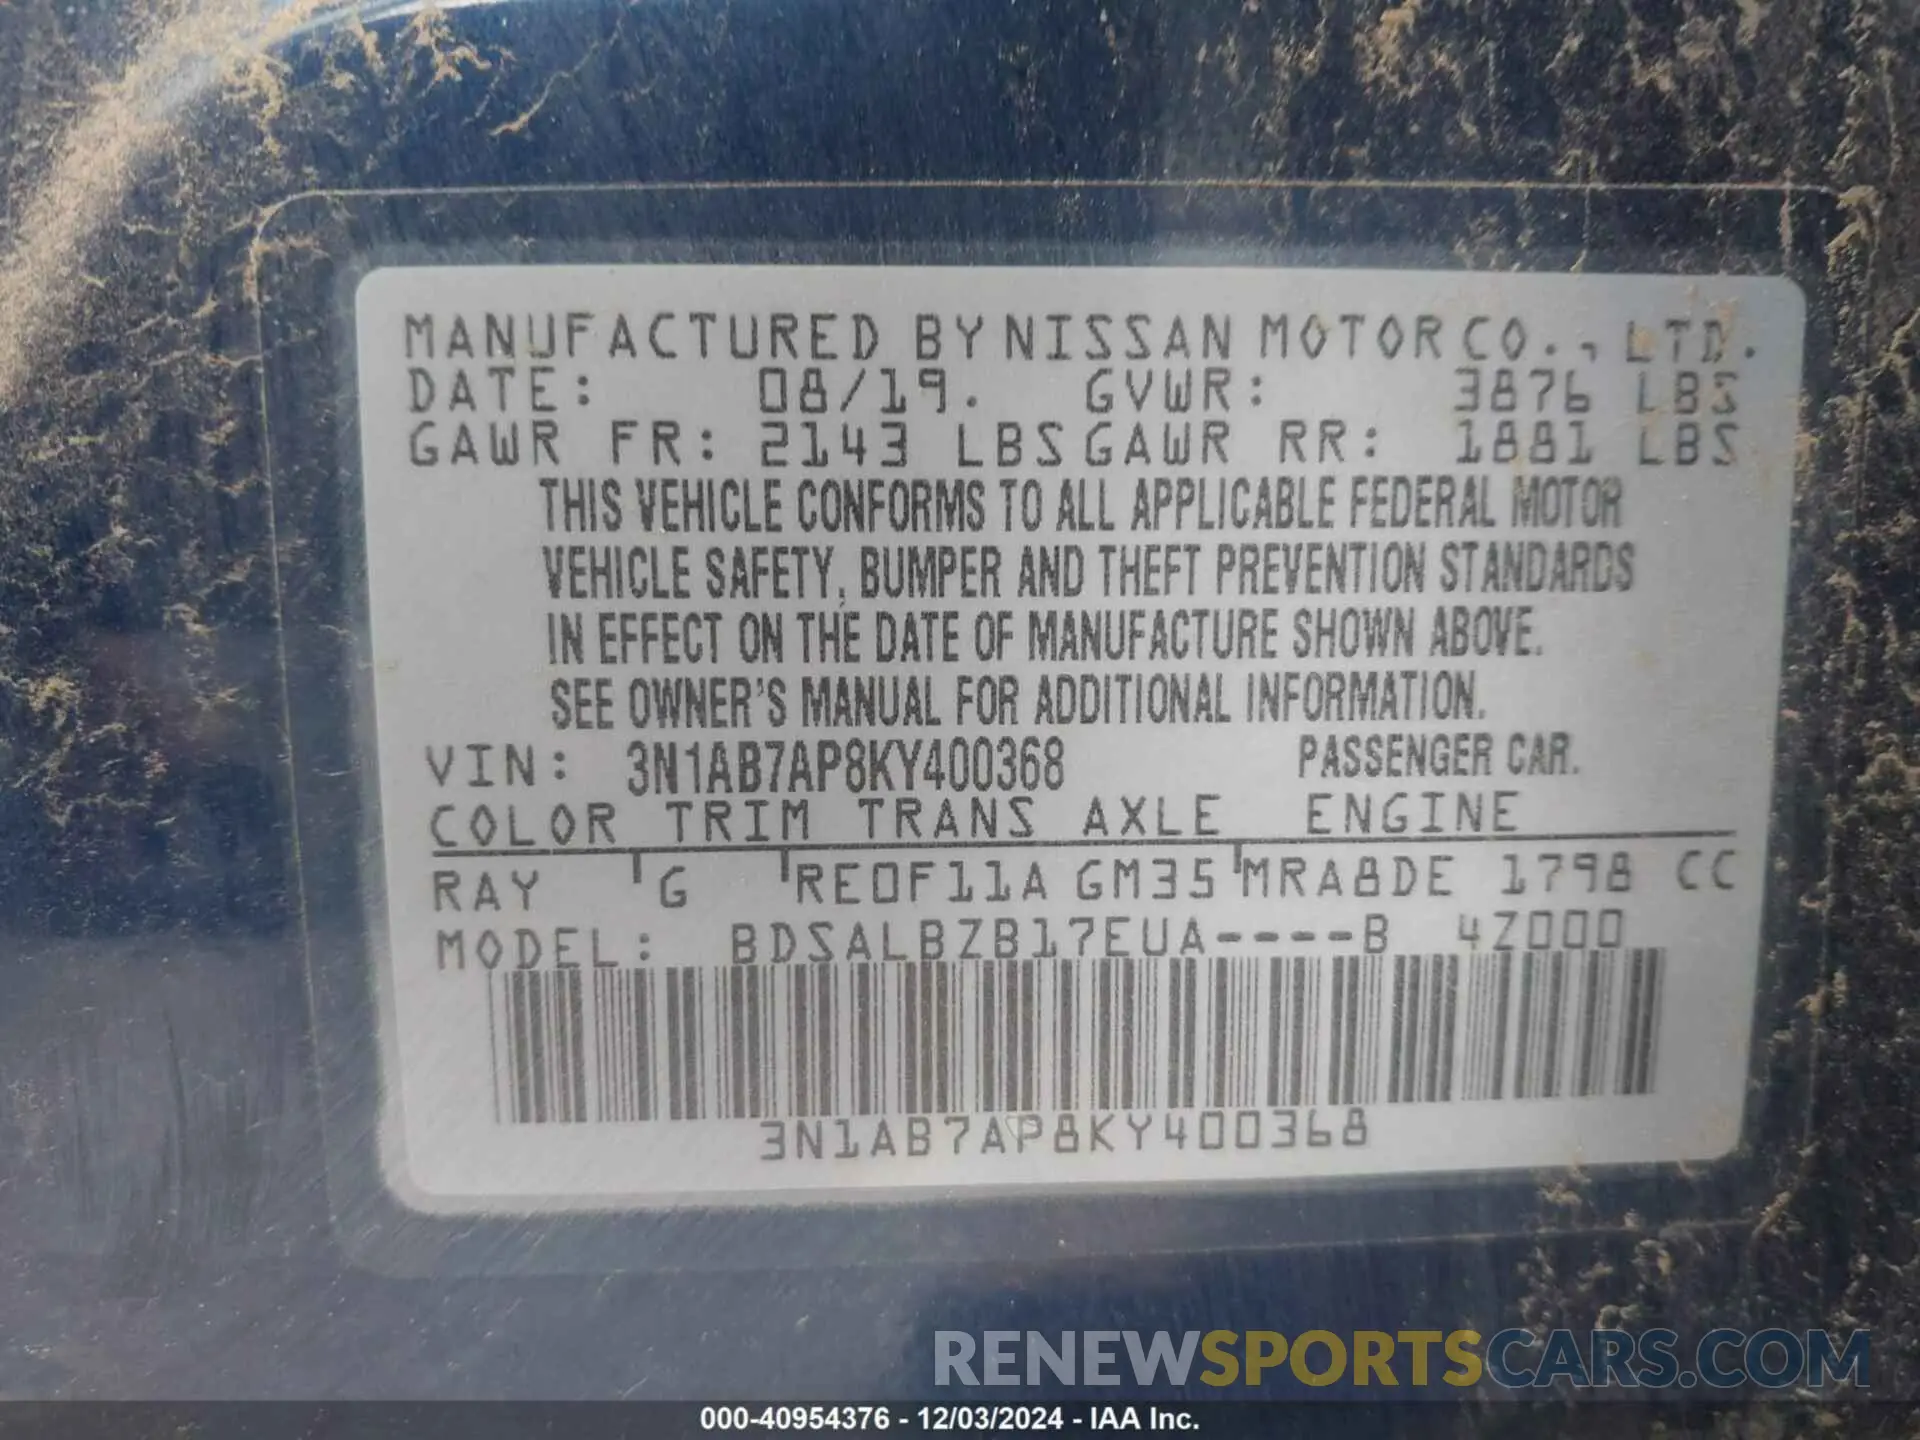 MANUFACTURED BY NISSAN MOTOR CO., LTD.
DATE: 08/19. GVWR: 3876 LBS
GAWR FR: 2143 LBS GAWR RR: 1881 LBS
THIS VEHICLE CONFORMS TO ALL APPLICABLE FEDERAL MOTOR
VEHICLE SAFETY, BUMPER AND THEFT PREVENTION STANDARDS
IN EFFECT ON THE DATE OF MANUFACTURE SHOWN ABOVE.
SEE OWNER'S MANUAL FOR ADDITIONAL INFORMATION.
VIN: 3N1AB7AP8KY400368 PASSENGER CAR.
COLOR TRIM TRANS AXLE ENGINE
RAY G RE0F11A GM35 MRA8DE 1798 CC
MODEL: BDSALBZB17EUA----B 4Z000
3N1AB7AP8KY400368
RENEWSPORTSCARS.COM
000-40954376 - 12/03/2024 - IAA Inc.